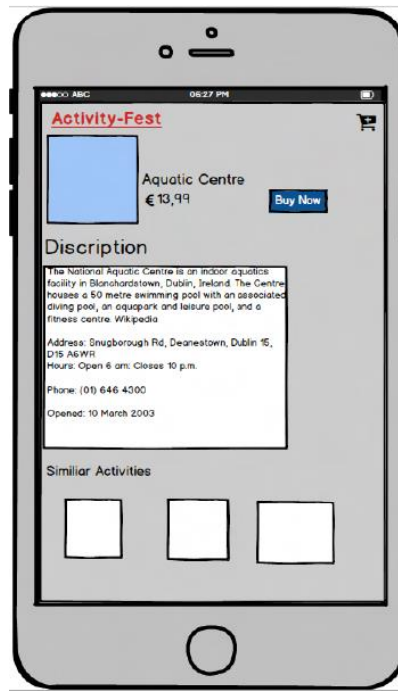 ABC
06:27 PM
Activity-Fest
Aquatic Centre
€13,99
Buy Now
Discription
The National Aquatic Centre is an indoor aquatics
facility in Blanchardstown, Dublin, Ireland. The Centre
houses a 50 metre swimming pool with an associated
diving pool, an aquapark and leisure pool, and a
fitness centre. Wikipedia
Address: Snugborough Rd, Deanestown, Dublin 15,
D15 A6WR
Hours: Open 6 am: Closes 10 p.m.
Phone: (01) 646 4300
Opened: 10 March 2003
Similiar Activities